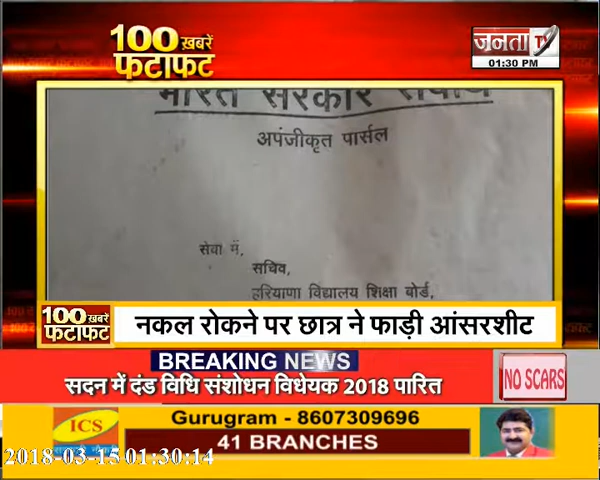 100 ख़बरें
फटाफट
जनता TV
01:30 PM
भारत सरकार सेवार्थ
अपंजीकृत पार्सल
सेवा में,
सचिव,
हरियाणा विद्यालय शिक्षा बोर्ड,
100 ख़बरें
फटाफट
नकल रोकने पर छात्र ने फाड़ी आंसरशीट
BREAKING NEWS
सदन में दंड विधि संशोधन विधेयक 2018 पारित
NO SCARS
ICS
Gurugram - 8607309696
41 BRANCHES
2018-03-15 01:30:14